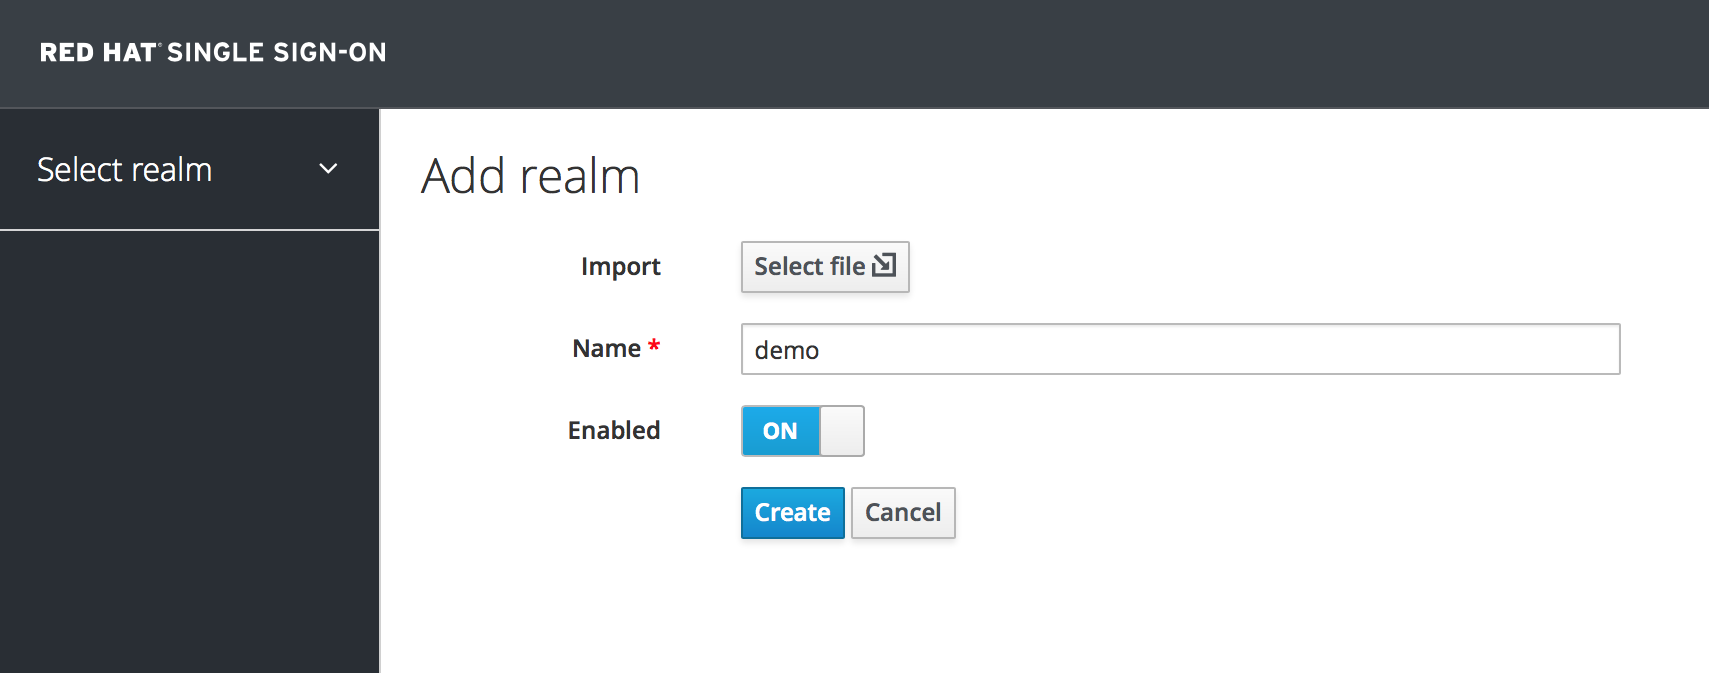 RED HAT® SINGLE SIGN-ON
Select realm
Add realm
Import
Select file
Name *
demo
Enabled
ON
Create
Cancel